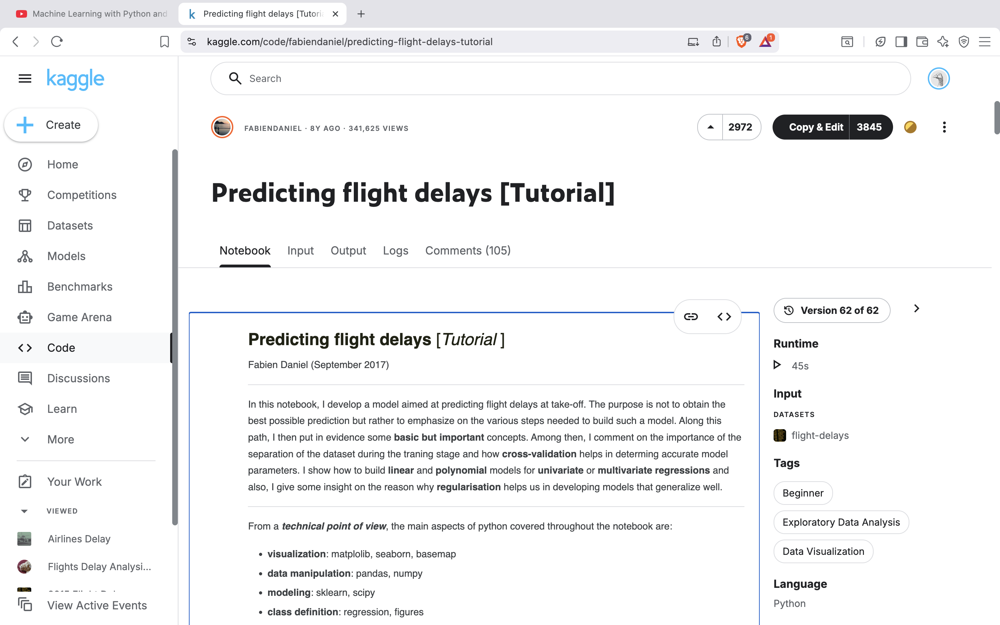 Machine Learning with Python and
Predicting flight delays [Tutoria
kaggle.com/code/fabiendaniel/predicting-flight-delays-tutorial
6
1
kaggle
Search
Create
Home
Competitions
Datasets
Models
Benchmarks
Game Arena
Code
Discussions
Learn
More
Your Work
VIEWED
Airlines Delay
Flights Delay Analysi...
View Active Events
FABIENDANIEL · 8Y AGO · 341,625 VIEWS
2972
Copy & Edit 3845
Predicting flight delays [Tutorial]
Notebook Input Output Logs Comments (105)
Predicting flight delays [Tutorial ]
Fabien Daniel (September 2017)
In this notebook, I develop a model aimed at predicting flight delays at take-off. The purpose is not to obtain the
best possible prediction but rather to emphasize on the various steps needed to build such a model. Along this
path, I then put in evidence some basic but important concepts. Among then, I comment on the importance of the
separation of the dataset during the traning stage and how cross-validation helps in determing accurate model
parameters. I show how to build linear and polynomial models for univariate or multivariate regressions and
also, I give some insight on the reason why regularisation helps us in developing models that generalize well.
From a technical point of view, the main aspects of python covered throughout the notebook are:
• visualization: matplolib, seaborn, basemap
• data manipulation: pandas, numpy
• modeling: sklearn, scipy
• class definition: regression, figures
Version 62 of 62
Runtime
45s
Input
DATASETS
flight-delays
Tags
Beginner
Exploratory Data Analysis
Data Visualization
Language
Python